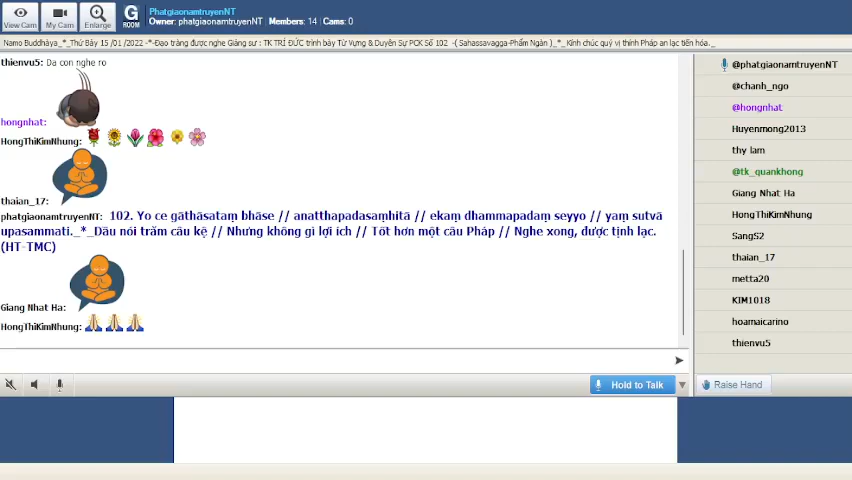 View Cam
My Cam
Enlarge
G
ROOM
PhatgiaonamtruyenNT
Owner: phatgiaonamtruyenNT Members: 14 | Cams: 0
Namo Buddhàya_*_Thứ Bảy 15 /01 /2022 -*-Đạo tràng được nghe Giảng sư : TK TRÍ ĐỨC trình bày Từ Vựng & Duyên Sự PCK Số 102 -( Sahassavagga-Phẩm Ngàn )_*_Kính chúc quý vị thính Pháp an lạc tiến hóa._
thienvu5: Da con nghe ro
hongnhat:
HongThiKimNhung:
thaian_17:
phatgiaonamtruyenNT: 102. Yo ce gāthāsataṃ bhāse // anatthapadasaṃhitā // ekaṃ dhammapadaṃ seyyo // yaṃ sutvā
upasammati._*_Dầu nói trăm câu kệ // Nhưng không gì lợi ích // Tốt hơn một câu Pháp // Nghe xong, được tịnh lạc.
(HT-TMC)
Giang Nhat Ha:
HongThiKimNhung:
Hold to Talk
@phatgiaonamtruyenNT
@chanh_ngo
@hongnhat
Huyenmong2013
thy lam
@tk_quankhong
Giang Nhat Ha
HongThiKimNhung
SangS2
thaian_17
metta20
KIM1018
hoamaicarino
thienvu5
Raise Hand